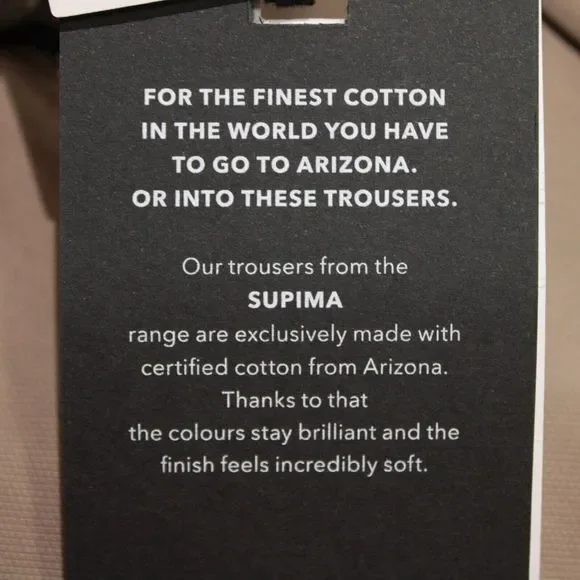 FOR THE FINEST COTTON
IN THE WORLD YOU HAVE
TO GO TO ARIZONA.
OR INTO THESE TROUSERS.
Our trousers from the
SUPIMA
range are exclusively made with
certified cotton from Arizona.
Thanks to that
the colours stay brilliant and the
finish feels incredibly soft.